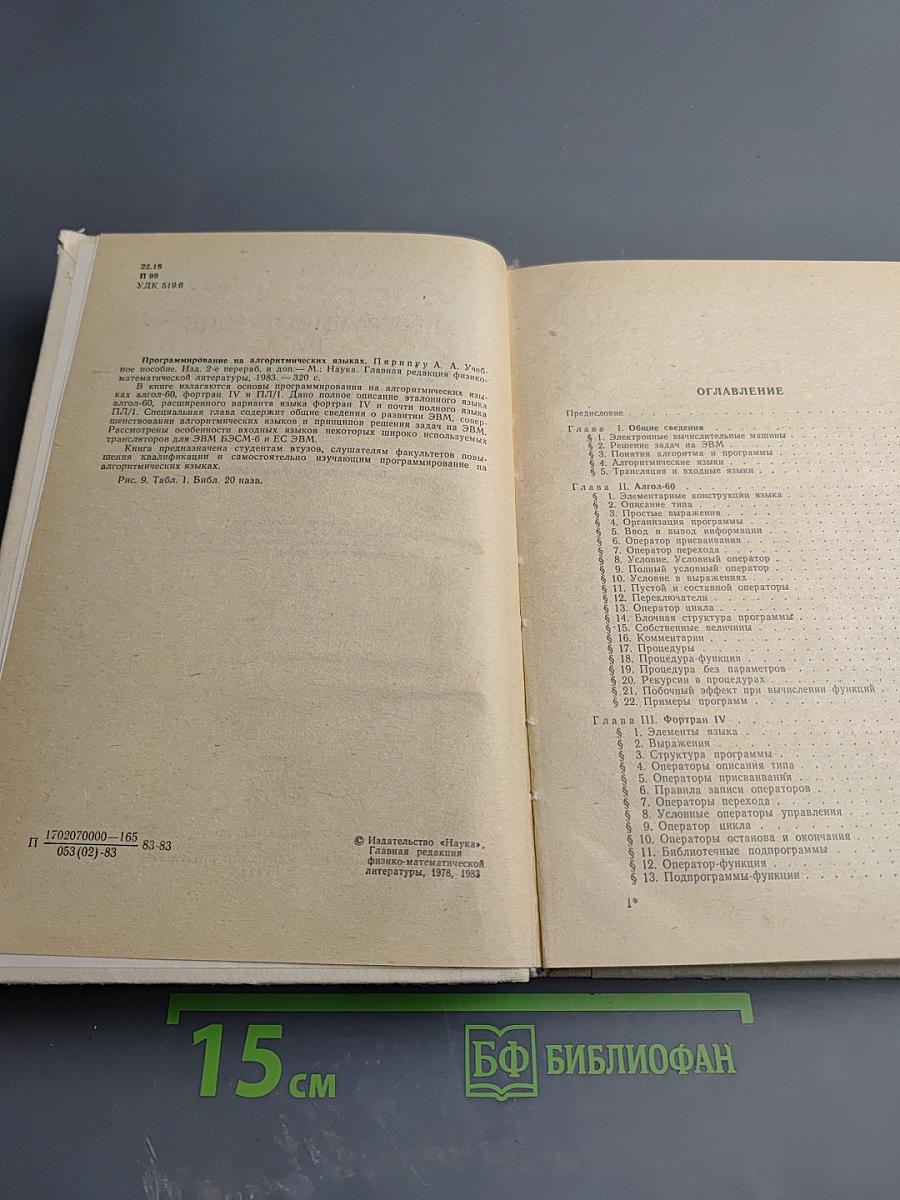 22.18
П 99
УДК 519.6
Программирование на алгоритмических языках. Пярнпуу А. А. Учеб-
ное пособие. Изд. 2-е перераб. и доп.— М.: Наука. Главная редакция физико-
математической литературы, 1983. — 320 с.
В книге излагаются основы программирования на алгоритмических язы-
ках алгол-60, фортран IV и ПЛ/1. Дано полное описание эталонного языка
алгол-60, расширенного варианта языка фортран IV и почти полного языка
ПЛ/1. Специальная глава содержит общие сведения о развитии ЭВМ, совер-
шенствовании алгоритмических языков и принципов решения задач на ЭВМ.
Рассмотрены особенности входных языков некоторых широко используемых
трансляторов для ЭВМ БЭСМ-6 и ЕС ЭВМ.
Книга предназначена студентам втузов, слушателям факультетов повы-
шения квалификации и самостоятельно изучающим программирование на
алгоритмических языках.
Рис. 9. Табл. 1. Библ. 20 назв.
П 1702070000—165 83-83
053 (02)-83
© Издательство «Наука».
Главная редакция
физико-математической
литературы, 1978, 1983
ОГЛАВЛЕНИЕ
Предисловие
Глава I. Общие сведения
§ 1. Электронные вычислительные машины
§ 2. Решение задач на ЭВМ
§ 3. Понятия алгоритма и программы
§ 4. Алгоритмические языки
§ 5. Трансляция и входные языки
Глава II. Алгол-60
§ 1. Элементарные конструкции языка
§ 2. Описание типа
§ 3. Простые выражения
§ 4. Организация программы
§ 5. Ввод и вывод информации
§ 6. Оператор присваивания
§ 7. Оператор перехода
§ 8. Условие. Условный оператор
§ 9. Полный условный оператор
§ 10. Условие в выражениях
§ 11. Пустой и составной операторы
§ 12. Переключатели
§ 13. Оператор цикла
§ 14. Блочная структура программы
§ 15. Собственные величины
§ 16. Комментарии
§ 17. Процедуры
§ 18. Процедура-функция
§ 19. Процедура без параметров
§ 20. Рекурсии в процедурах
§ 21. Побочный эффект при вычислении функций
§ 22. Примеры программ
Глава III. Фортран IV
§ 1. Элементы языка
§ 2. Выражения
§ 3. Структура программы
§ 4. Операторы описания типа
§ 5. Операторы присваивания
§ 6. Правила записи операторов
§ 7. Операторы перехода
§ 8. Условные операторы управления
§ 9. Оператор цикла
§ 10. Операторы останова и окончания
§ 11. Библиотечные подпрограммы
§ 12. Оператор-функция
§ 13. Подпрограммы-функции
1*
15 см
БФ БИБЛИОФАН